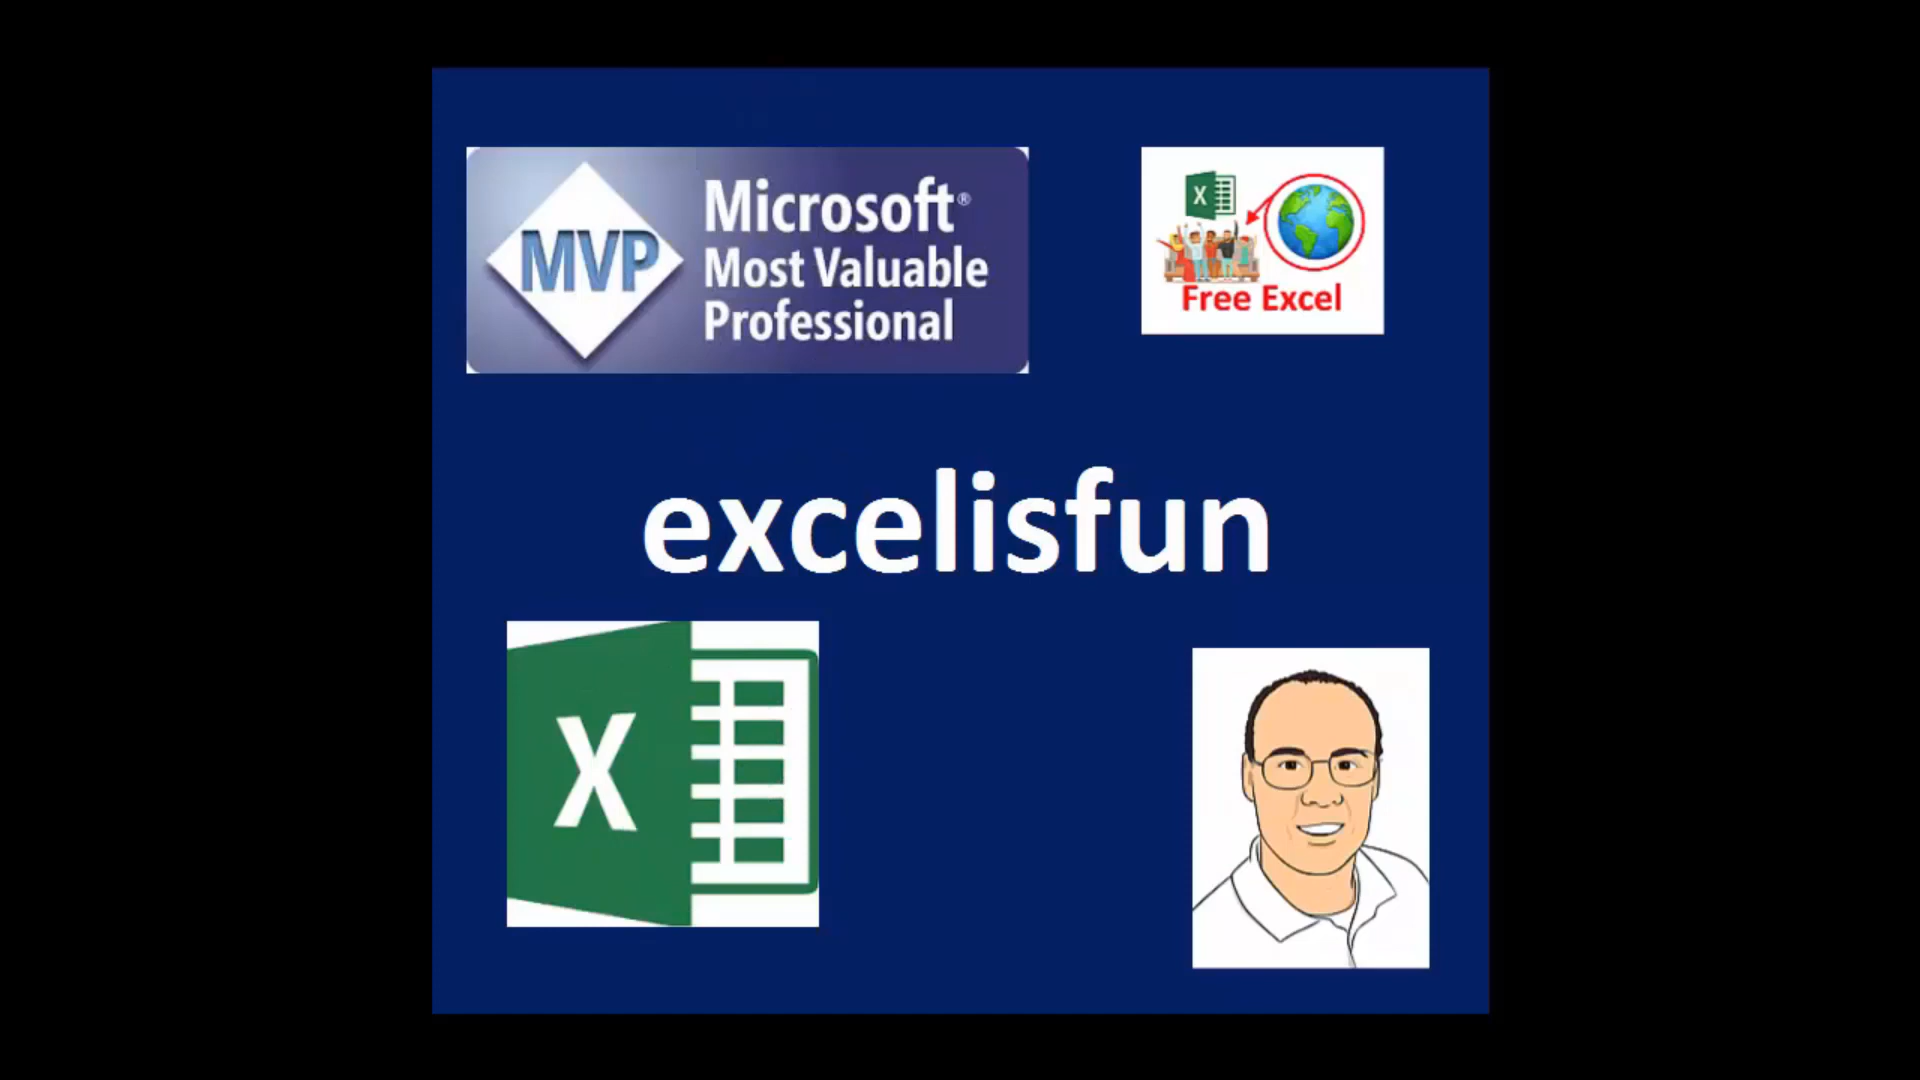 MVP
Microsoft®
Most Valuable
Professional
X
Free Excel
excelisfun
X